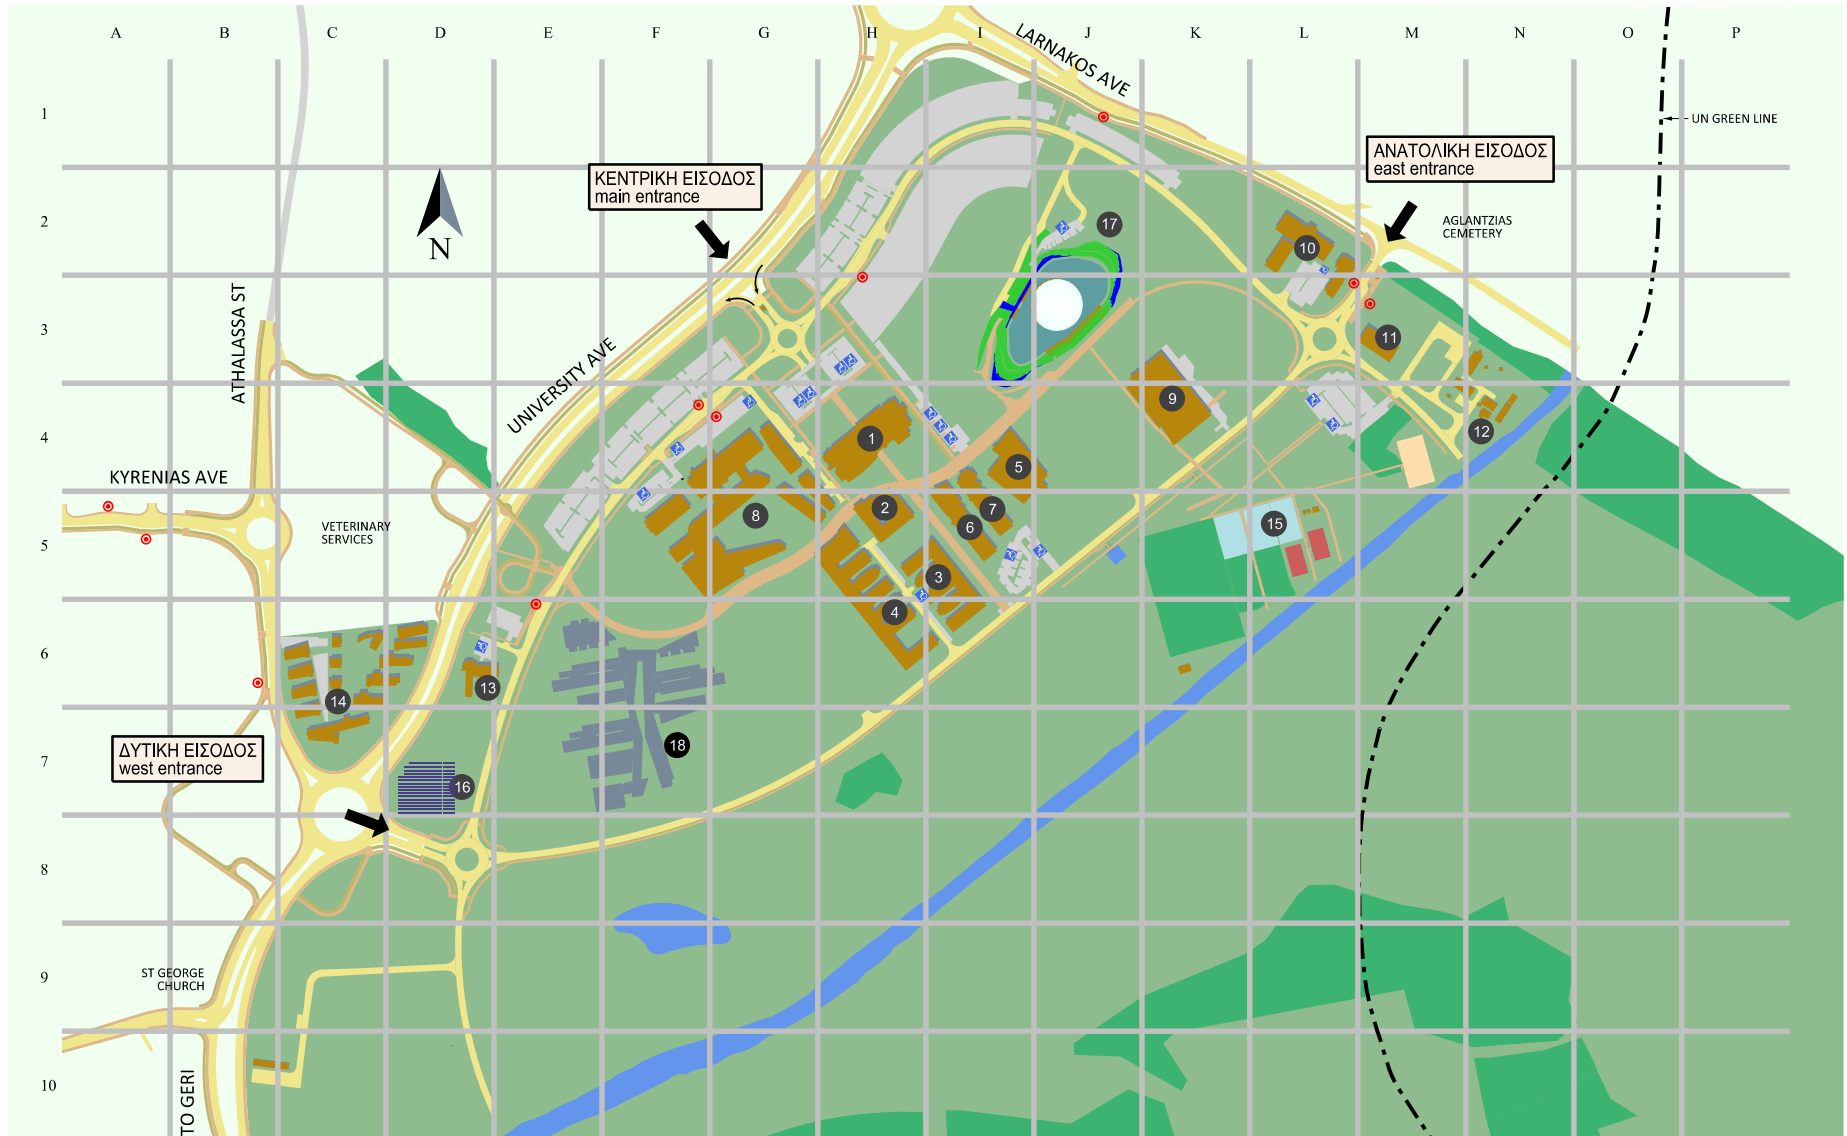 A B C D E F G H I J K L M N O P
LARNAKOS AVE
1
UN GREEN LINE
ΑΝΑΤΟΛΙΚΗ ΕΙΣΟΔΟΣ
east entrance
ΚΕΝΤΡΙΚΗ ΕΙΣΟΔΟΣ
main entrance
2
N
17
AGLANTZIAS
CEMETERY
10
ATHALASSA ST
3
UNIVERSITY AVE
11
9
4
1
12
KYRENIAS AVE
5
2
7
8
6
15
VETERINARY
SERVICES
5
3
4
6
13
14
ΔΥΤΙΚΗ ΕΙΣΟΔΟΣ
west entrance
18
7
16
8
ST GEORGE
CHURCH
9
10
TO GERI